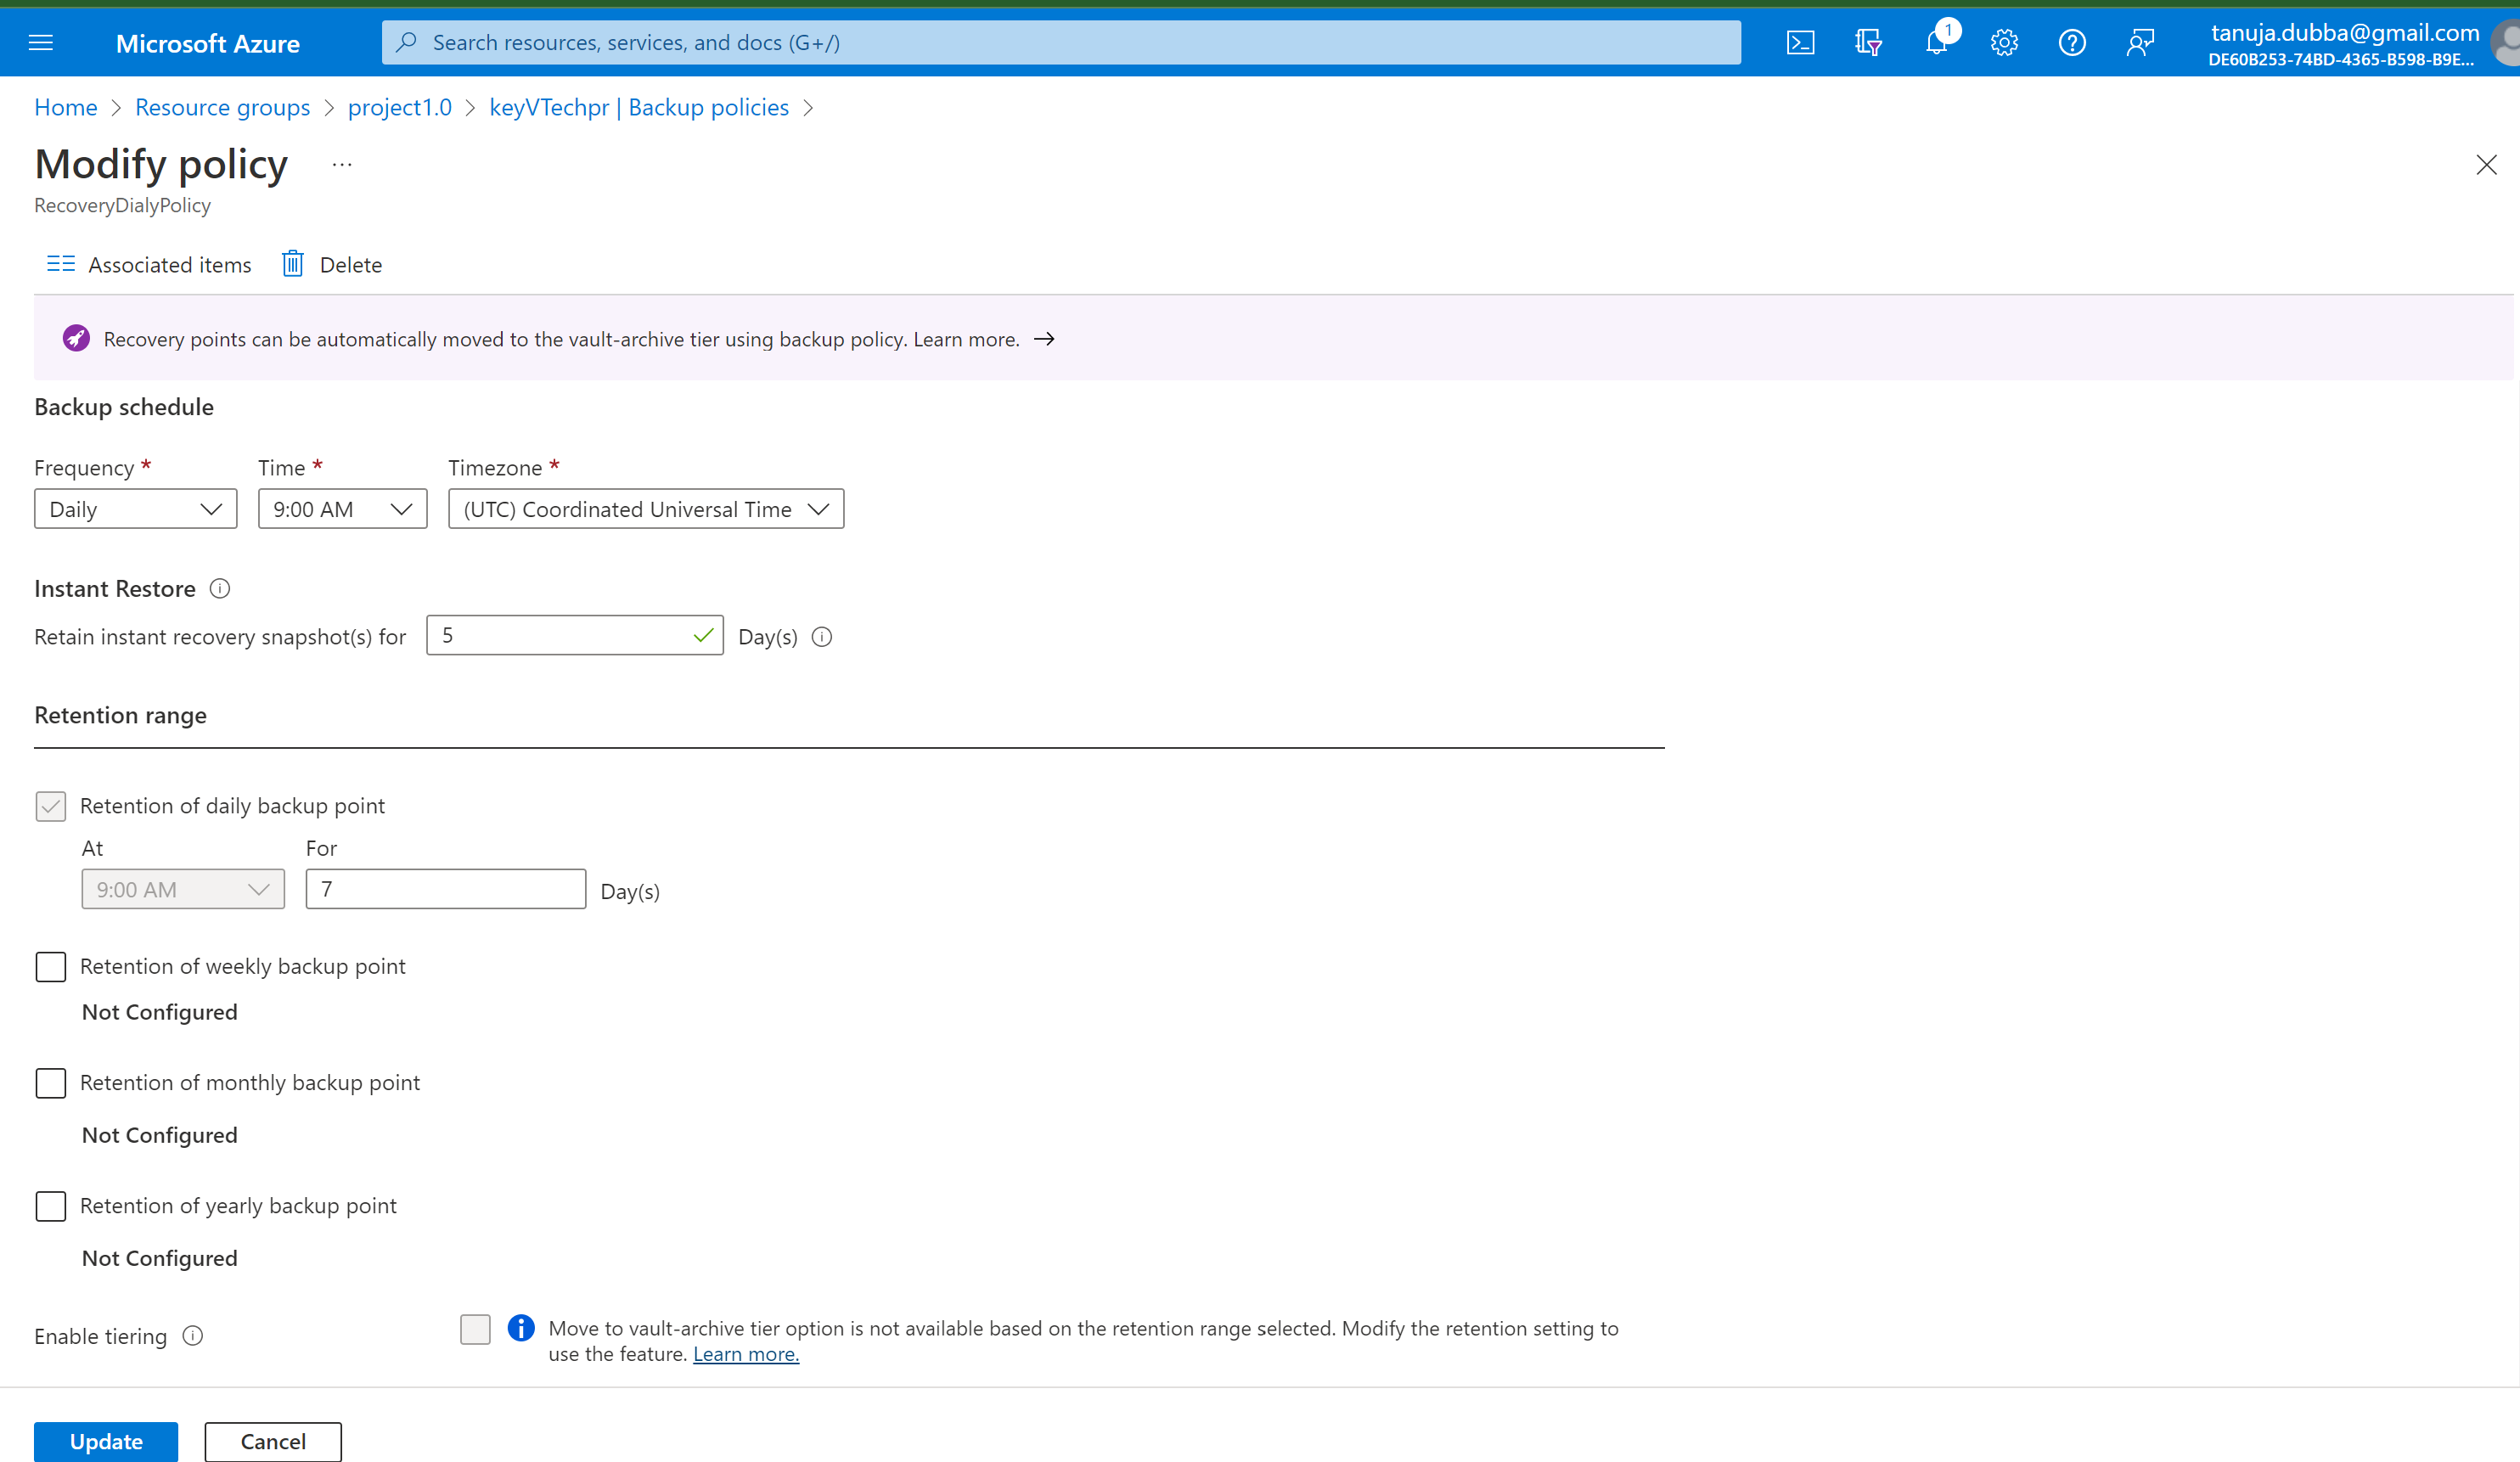 Microsoft Azure
Search resources, services, and docs (G+/)
1
tanuja.dubba@gmail.com
DE60B253-74BD-4365-B598-B9E...
Home > Resource groups > project1.0 > keyVTechpr | Backup policies >
Modify policy ...
RecoveryDialyPolicy
Associated items Delete
Recovery points can be automatically moved to the vault-archive tier using backup policy. Learn more. →
Backup schedule
Frequency * Time * Timezone *
Daily 9:00 AM (UTC) Coordinated Universal Time
Instant Restore
Retain instant recovery snapshot(s) for 5 Day(s)
Retention range
Retention of daily backup point
At For
9:00 AM 7 Day(s)
Retention of weekly backup point
Not Configured
Retention of monthly backup point
Not Configured
Retention of yearly backup point
Not Configured
Enable tiering
Move to vault-archive tier option is not available based on the retention range selected. Modify the retention setting to
use the feature. Learn more.
Update Cancel